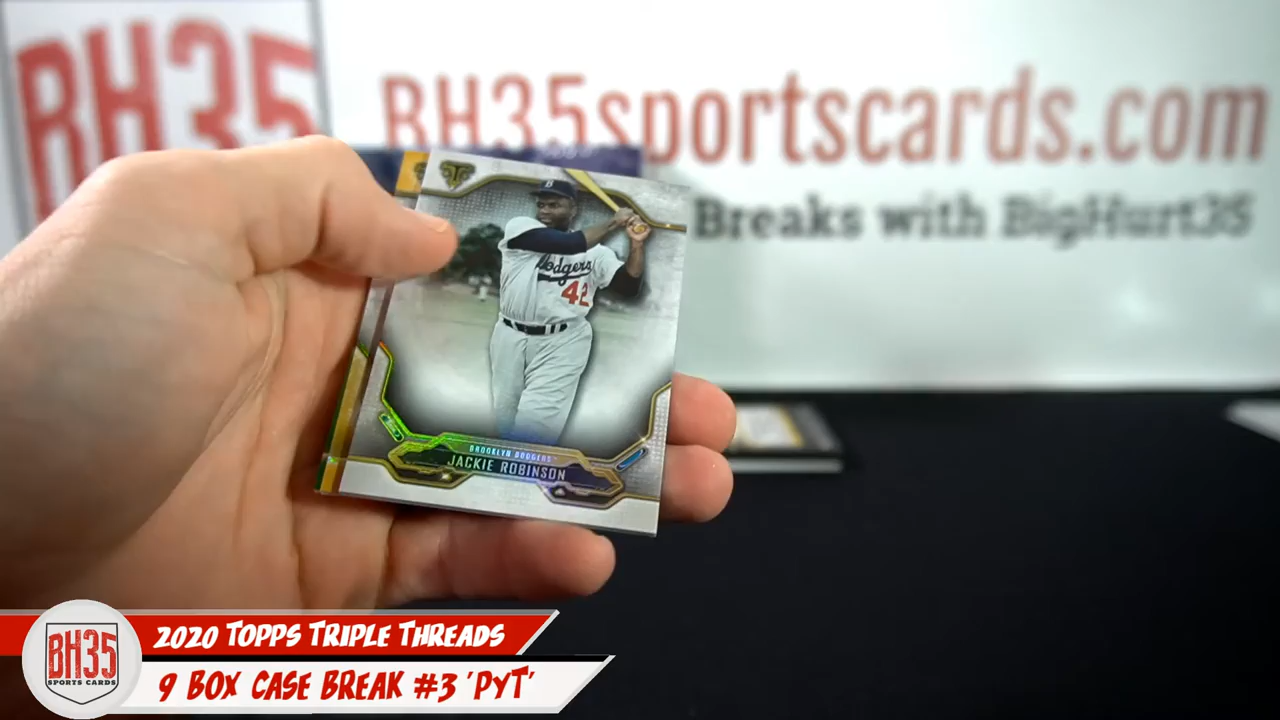 BH35
BH35sportscards.com
Breaks with BigHurt35
B
Dodgers
42
BROOKLYN DODGERS
JACKIE ROBINSON
2020 TOPPS TRIPLE THREADS
BH35
SPORTS CARDS
9 BOX CASE BREAK #3 'PYT'